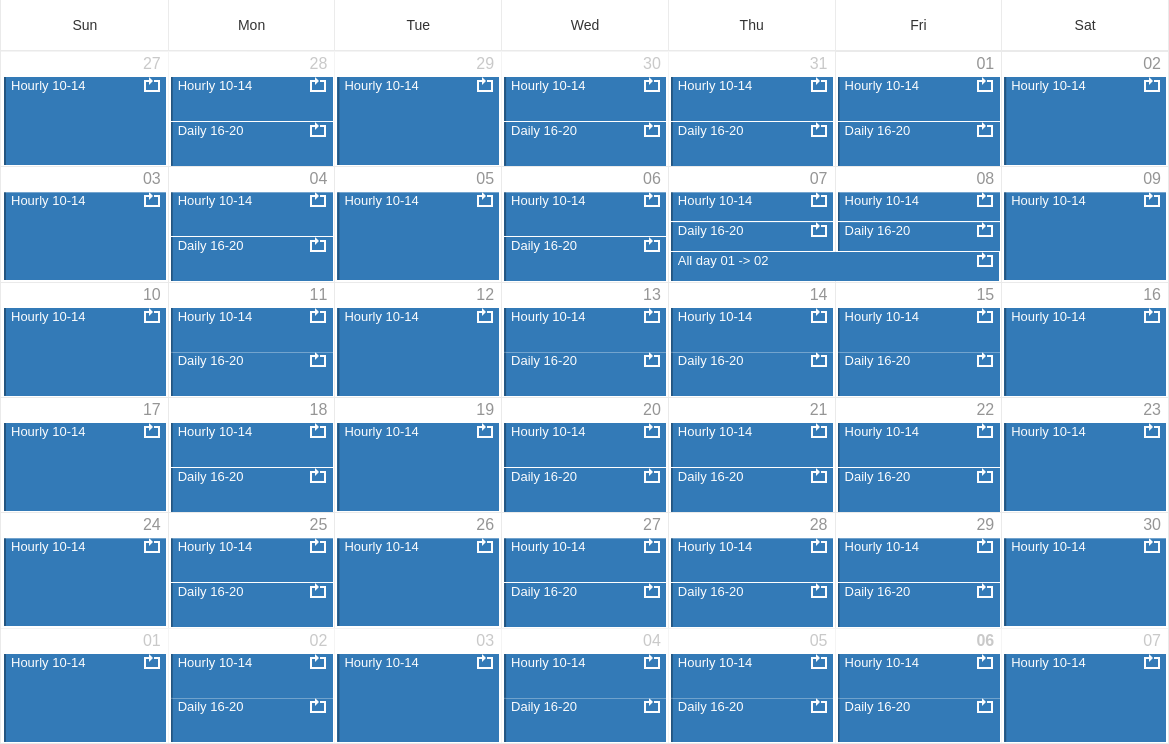 Sun Mon Tue Wed Thu Fri Sat
27 28 29 30 31 01 02
Hourly 10-14 Hourly 10-14 Hourly 10-14 Hourly 10-14 Hourly 10-14 Hourly 10-14 Hourly 10-14
Daily 16-20 Daily 16-20 Daily 16-20 Daily 16-20
03 04 05 06 07 08 09
Hourly 10-14 Hourly 10-14 Hourly 10-14 Hourly 10-14 Hourly 10-14 Hourly 10-14 Hourly 10-14
Daily 16-20 Daily 16-20 Daily 16-20 Daily 16-20
All day 01 -> 02
10 11 12 13 14 15 16
Hourly 10-14 Hourly 10-14 Hourly 10-14 Hourly 10-14 Hourly 10-14 Hourly 10-14 Hourly 10-14
Daily 16-20 Daily 16-20 Daily 16-20 Daily 16-20
17 18 19 20 21 22 23
Hourly 10-14 Hourly 10-14 Hourly 10-14 Hourly 10-14 Hourly 10-14 Hourly 10-14 Hourly 10-14
Daily 16-20 Daily 16-20 Daily 16-20 Daily 16-20
24 25 26 27 28 29 30
Hourly 10-14 Hourly 10-14 Hourly 10-14 Hourly 10-14 Hourly 10-14 Hourly 10-14 Hourly 10-14
Daily 16-20 Daily 16-20 Daily 16-20 Daily 16-20
01 02 03 04 05 06 07
Hourly 10-14 Hourly 10-14 Hourly 10-14 Hourly 10-14 Hourly 10-14 Hourly 10-14 Hourly 10-14
Daily 16-20 Daily 16-20 Daily 16-20 Daily 16-20